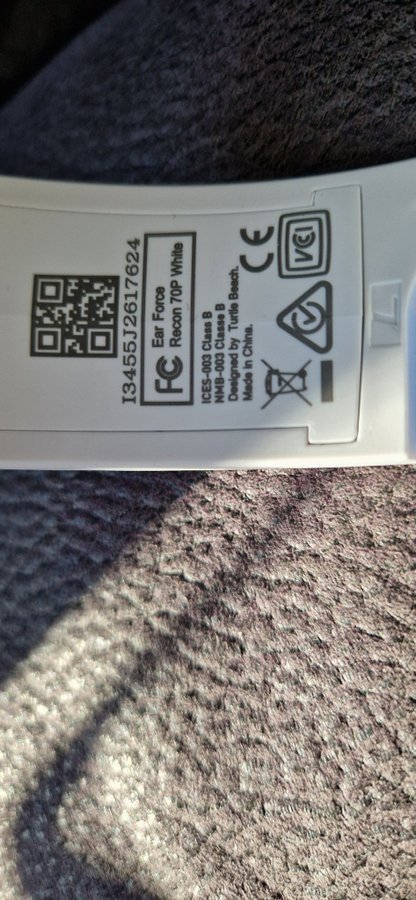 I3455J2617624
FC
Ear Force
Recon 70P White
ICES-003 Class B
NMB-003 Classe B
Designed by Turtle Beach.
Made in China.
CE
VCI
L